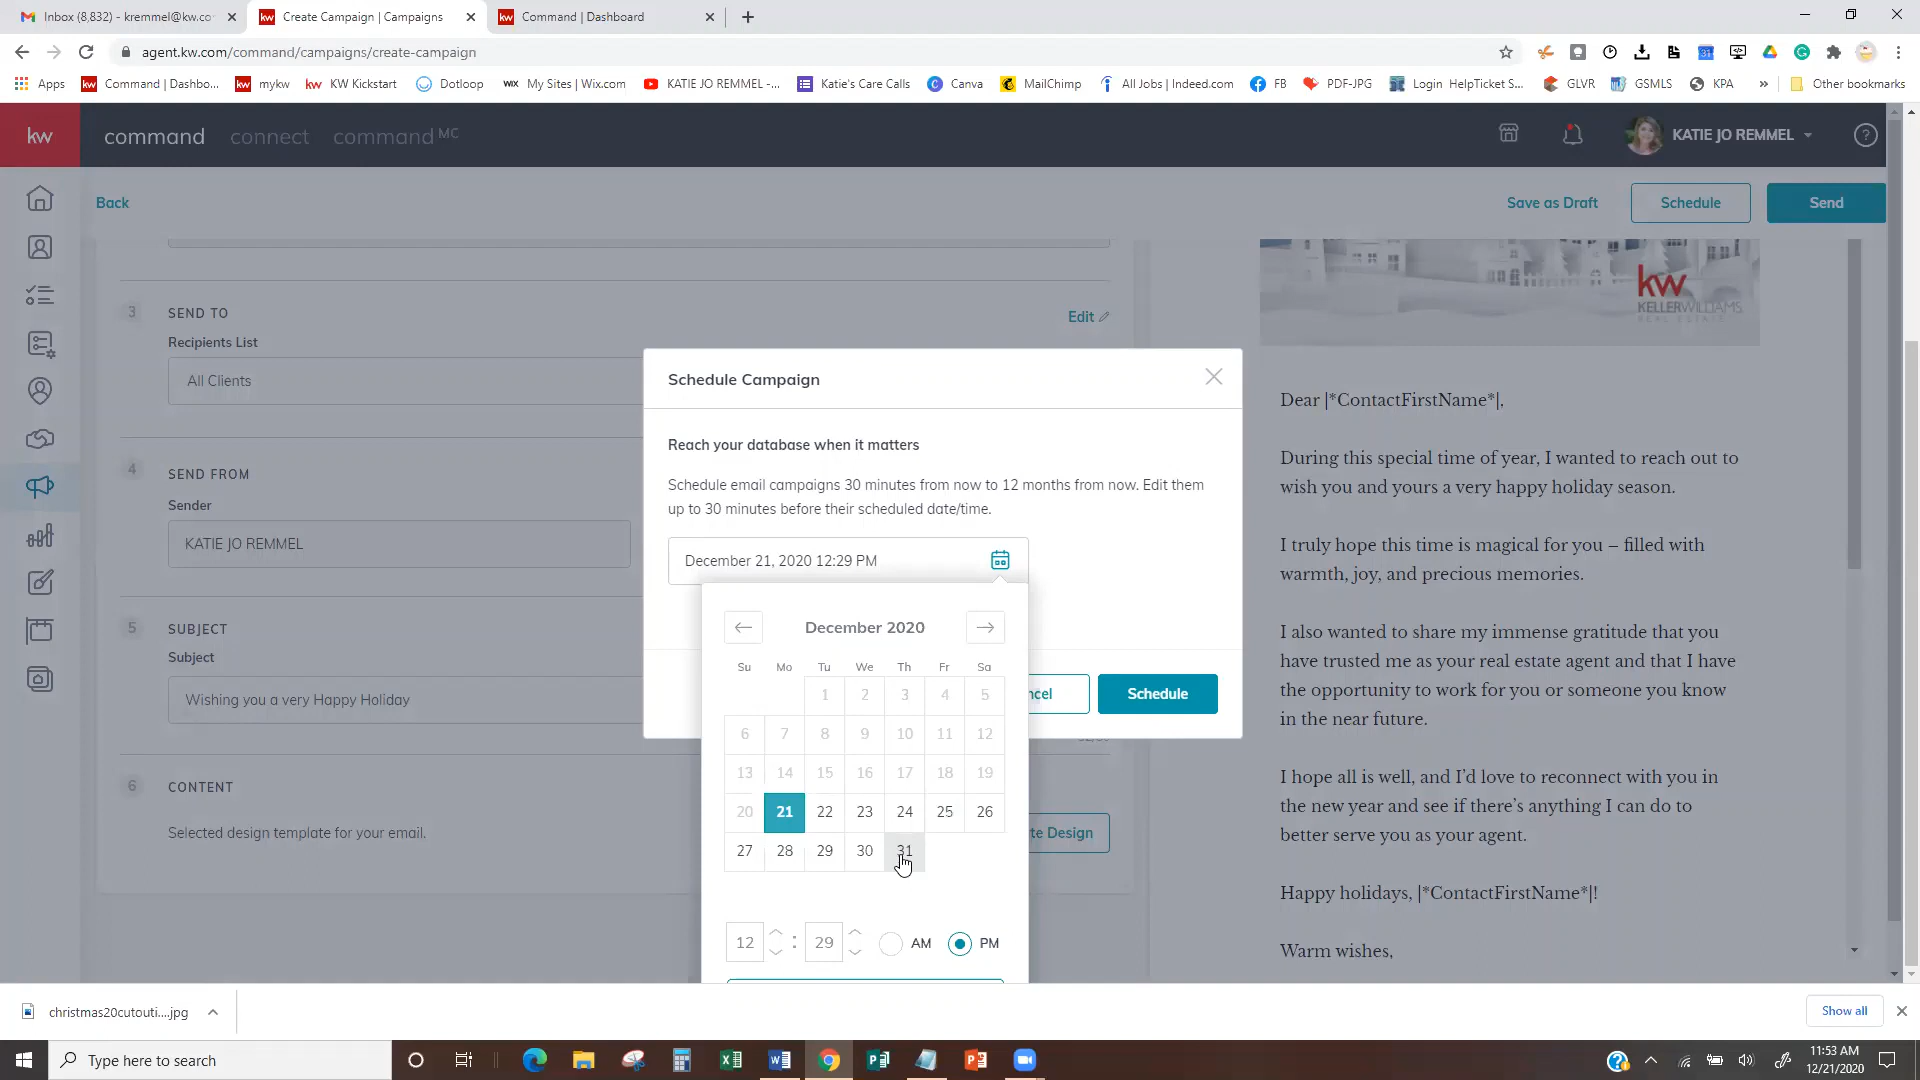 Inbox (8,832) - kremmel@kw.co
Create Campaign | Campaigns
Command | Dashboard
agent.kw.com/command/campaigns/create-campaign
Apps
Command | Dashbo...
mykw
KW Kickstart
Dotloop
My Sites | Wix.com
KATIE JO REMMEL -...
Katie's Care Calls
Canva
MailChimp
All Jobs | Indeed.com
FB
PDF-JPG
Login HelpTicket S...
GLVR
GSMLS
KPA
Other bookmarks
kw
command
connect
command MC
KATIE JO REMMEL
Back
Save as Draft
Schedule
Send
3
SEND TO
Edit
Recipients List
All Clients
4
SEND FROM
Sender
KATIE JO REMMEL
5
SUBJECT
Subject
Wishing you a very Happy Holiday
6
CONTENT
Selected design template for your email.
te Design
Schedule Campaign
Reach your database when it matters
Schedule email campaigns 30 minutes from now to 12 months from now. Edit them
up to 30 minutes before their scheduled date/time.
December 21, 2020 12:29 PM
December 2020
Su Mo Tu We Th Fr Sa
1 2 3 4 5
6 7 8 9 10 11 12
13 14 15 16 17 18 19
20 21 22 23 24 25 26
27 28 29 30 31
12 : 29 AM PM
ncel
Schedule
kw
KELLERWILLIAMS
REAL ESTATE
Dear |*ContactFirstName*|,
During this special time of year, I wanted to reach out to
wish you and yours a very happy holiday season.
I truly hope this time is magical for you – filled with
warmth, joy, and precious memories.
I also wanted to share my immense gratitude that you
have trusted me as your real estate agent and that I have
the opportunity to work for you or someone you know
in the near future.
I hope all is well, and I'd love to reconnect with you in
the new year and see if there's anything I can do to
better serve you as your agent.
Happy holidays, |*ContactFirstName*|!
Warm wishes,
christmas20cutouti....jpg
Show all
Type here to search
11:53 AM
12/21/2020